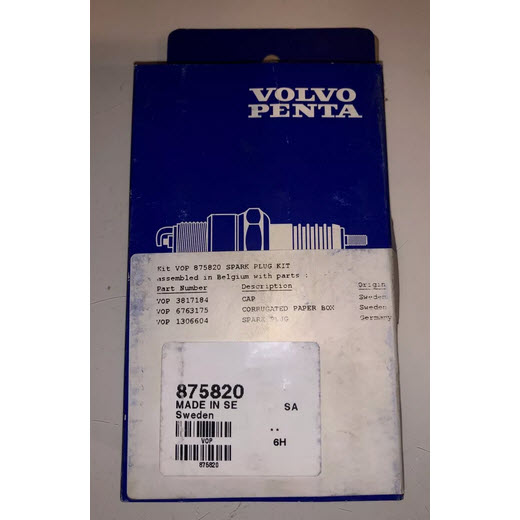 VOLVO
PENTA
Kit VOP 875820 SPARK PLUG KIT
assembled in Belgium with parts :
Part Number Description Origin
VOP 3817184 CAP Sweden
VOP 6763175 CORRUGATED PAPER BOX Sweden
VOP 1306604 SPARK PLUG Germany
875820
MADE IN SE SA
Sweden
VOP 6H
875820